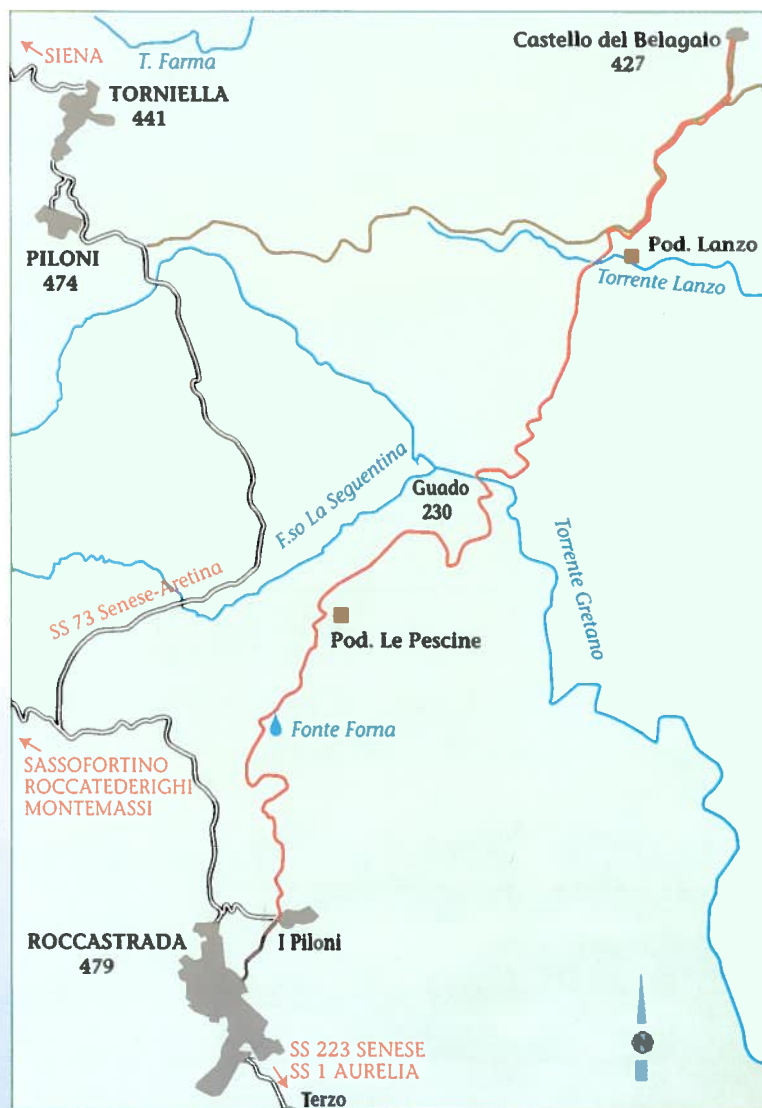 SIENA
T. Farma
Castello del Belagaio
427
TORNIELLA
441
PILONI
474
Pod. Lanzo
Torrente Lanzo
F.so La Seguentina
Guado
230
Torrente Gretano
SS 73 Senese-Aretina
Pod. Le Pescine
Fonte Forna
SASSOFORTINO
ROCCATEDERIGHI
MONTEMASSI
ROCCASTRADA
479
I Piloni
N
SS 223 SENESE
SS 1 AURELIA
Terzo